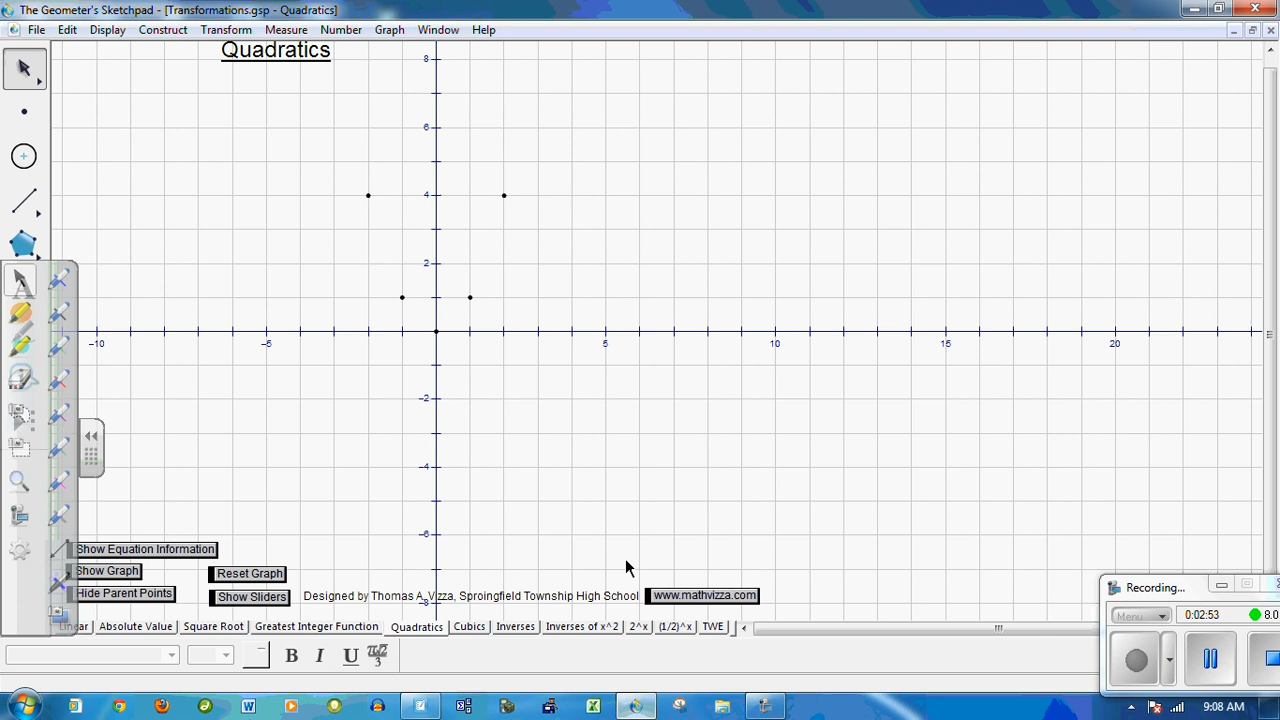 The Geometer's Sketchpad - [Transformations.gsp - Quadratics]
File Edit Display Construct Transform Measure Number Graph Window Help
Quadratics
8
6
4
2
-10 -5 5 10 15 20
-2
-4
-6
-8
Show Equation Information
Show Graph
Reset Graph
Hide Parent Points
Show Sliders
Designed by Thomas A. Vizza, Sproingfield Township High School
www.mathvizza.com
Linear Absolute Value Square Root Greatest Integer Function Quadratics Cubics Inverses Inverses of x^2 2^x (1/2)^x TWE
B I U
Recording...
Menu 0:02:53 8.0
9:08 AM